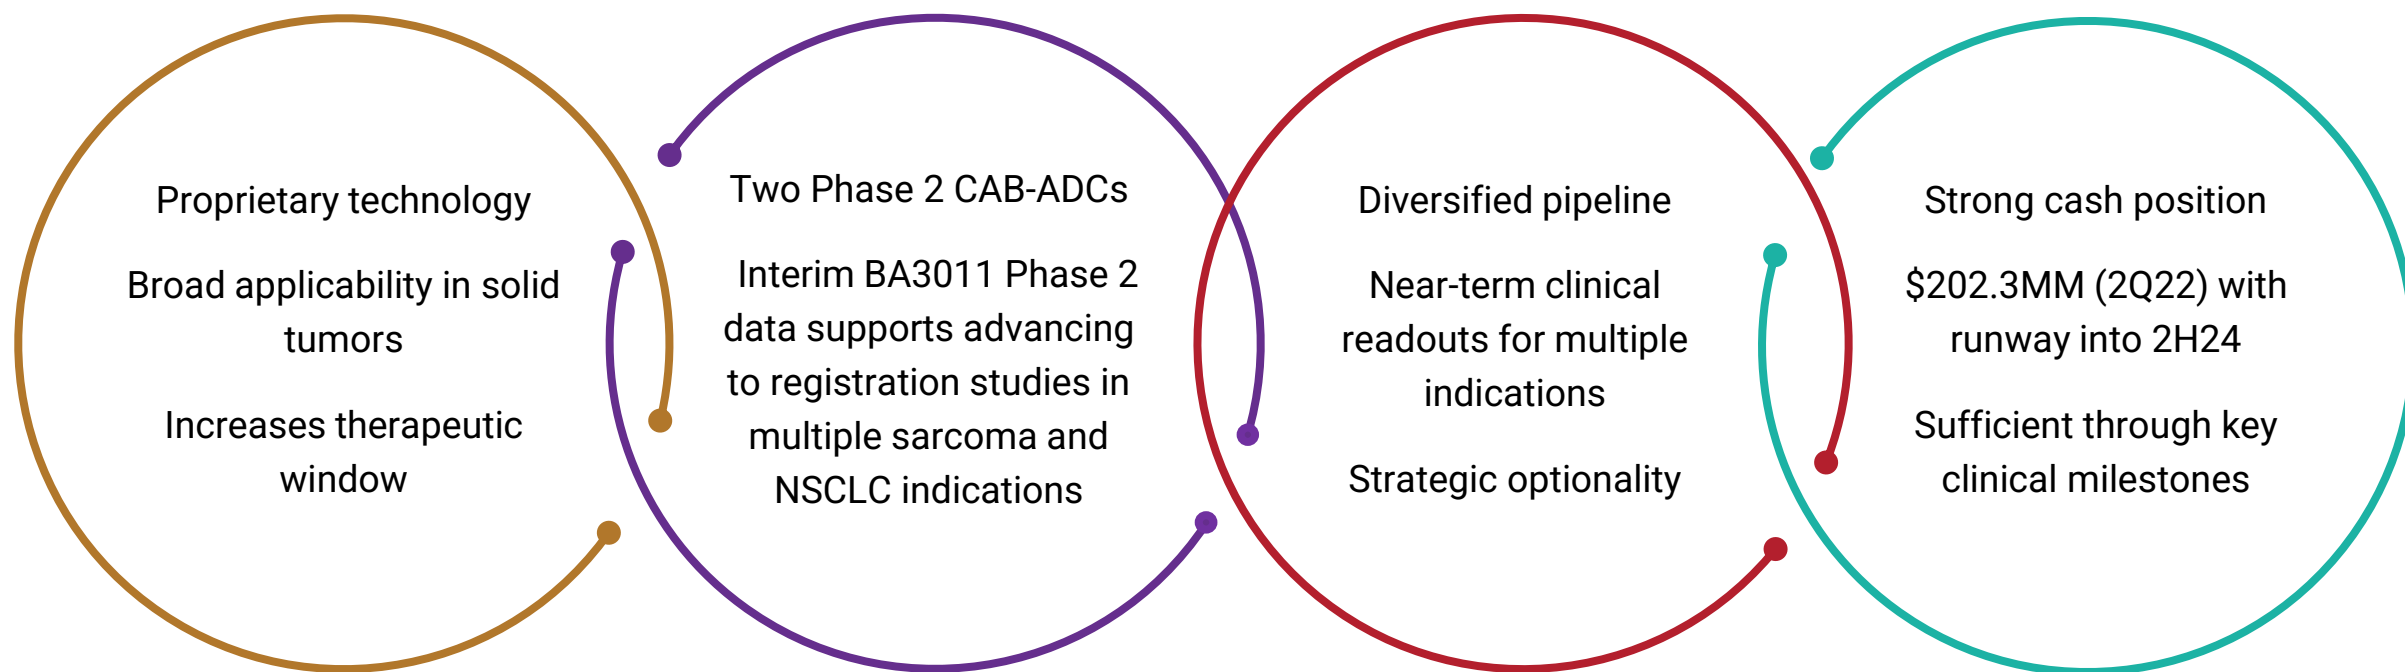 Proprietary technology
Broad applicability in solid
tumors
Increases therapeutic
window
Two Phase 2 CAB-ADCs
Interim BA3011 Phase 2
data supports advancing
to registration studies in
multiple sarcoma and
NSCLC indications
Diversified pipeline
Near-term clinical
readouts for multiple
indications
Strategic optionality
Strong cash position
$202.3MM (2Q22) with
runway into 2H24
Sufficient through key
clinical milestones